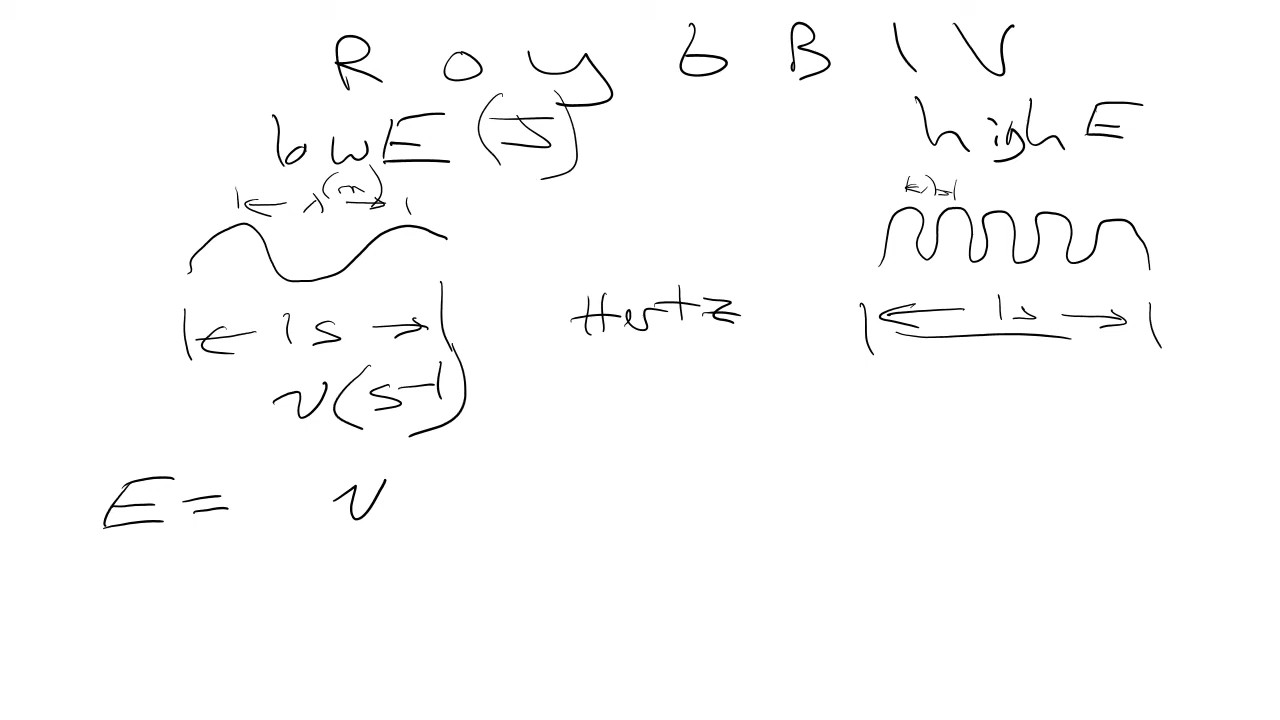 R o y G B I V
low E (J) high E
λ (m) λ
1s Hertz 1s
ν (s-1)
E = ν